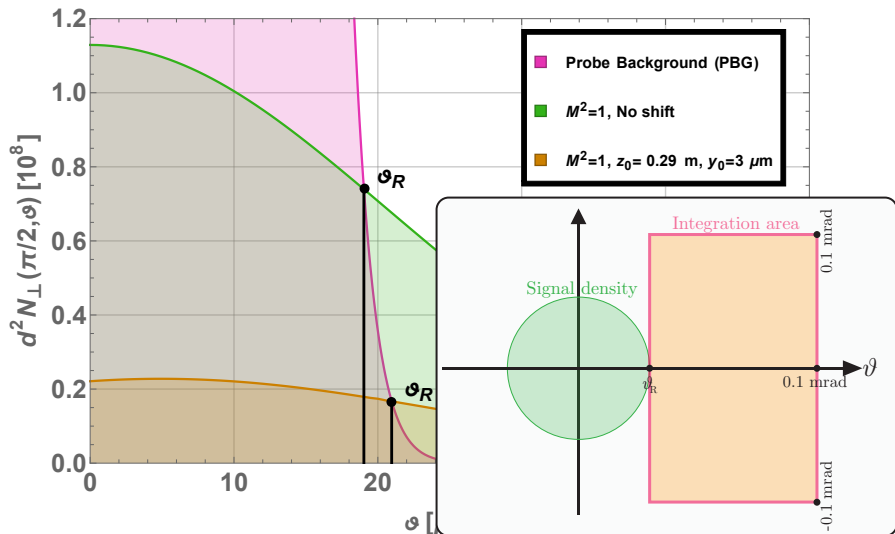 d²N⊥(π/2,ϑ) [10⁸]
1.2
1.0
0.8
0.6
0.4
0.2
0.0
0
10
20
ϑ [
ϑR
ϑR
Probe Background (PBG)
M²=1, No shift
M²=1, z₀= 0.29 m, y₀=3 μm
Integration area
Signal density
0.1 mrad
ϑR
0.1 mrad
ϑ
-0.1 mrad